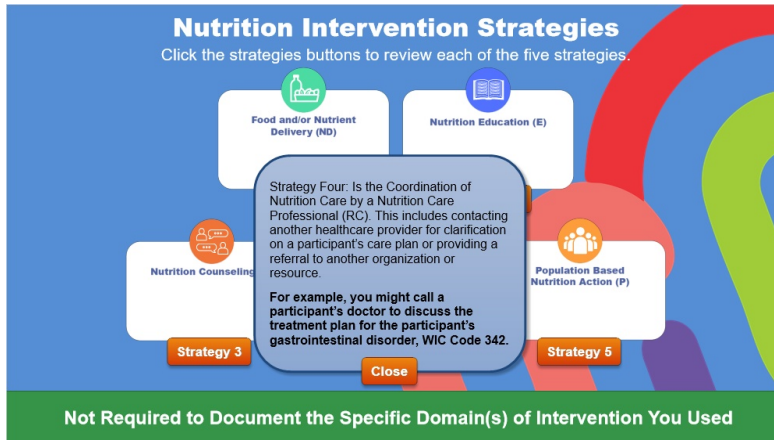 Nutrition Intervention Strategies
Click the strategies buttons to review each of the five strategies.
Food and/or Nutrient
Delivery (ND)
Nutrition Education (E)
Strategy Four: Is the Coordination of
Nutrition Care by a Nutrition Care
Professional (RC). This includes contacting
another healthcare provider for clarification
on a participant's care plan or providing a
referral to another organization or
resource.
For example, you might call a
participant's doctor to discuss the
treatment plan for the participant's
gastrointestinal disorder, WIC Code 342.
Close
Nutrition Counseling
Strategy 3
Population Based
Nutrition Action (P)
Strategy 5
Not Required to Document the Specific Domain(s) of Intervention You Used